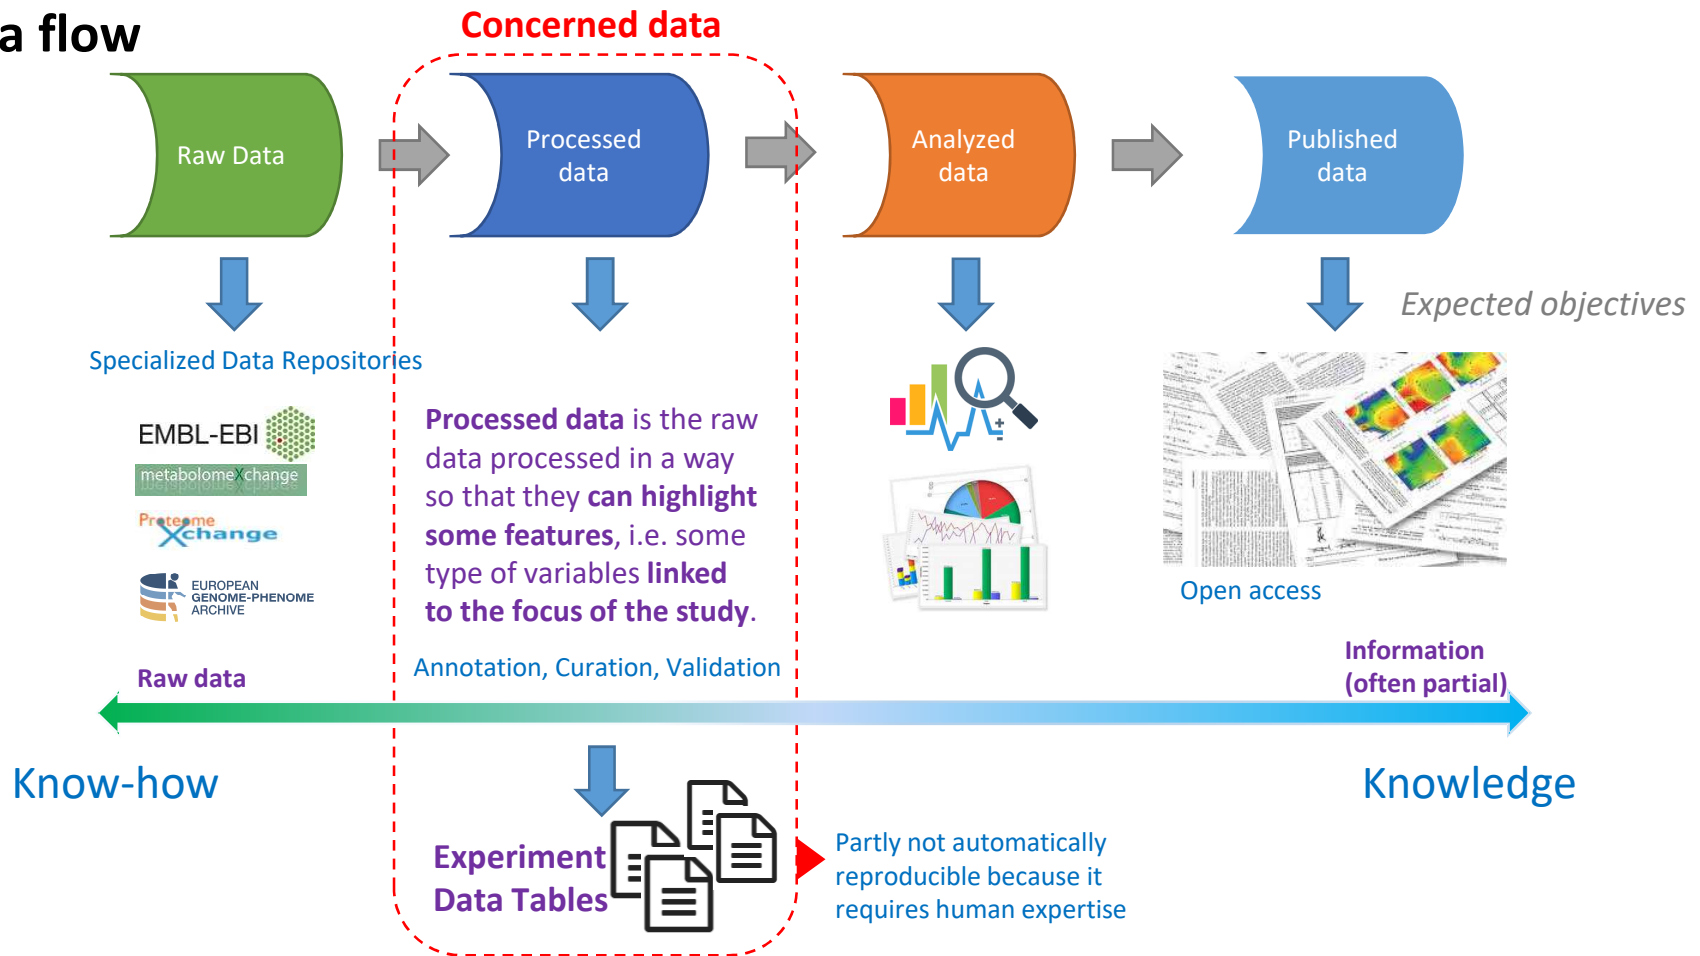 a flow
Concerned data
Raw Data
Processed
data
Analyzed
data
Published
data
Expected objectives
Specialized Data Repositories
EMBL-EBI
metabolomeXchange
Proteome
Xchange
EUROPEAN
GENOME-PHENOME
ARCHIVE
Processed data is the raw
data processed in a way
so that they can highlight
some features, i.e. some
type of variables linked
to the focus of the study.
Annotation, Curation, Validation
Open access
Raw data
Information
(often partial)
Know-how
Knowledge
Experiment
Data Tables
Partly not automatically
reproducible because it
requires human expertise